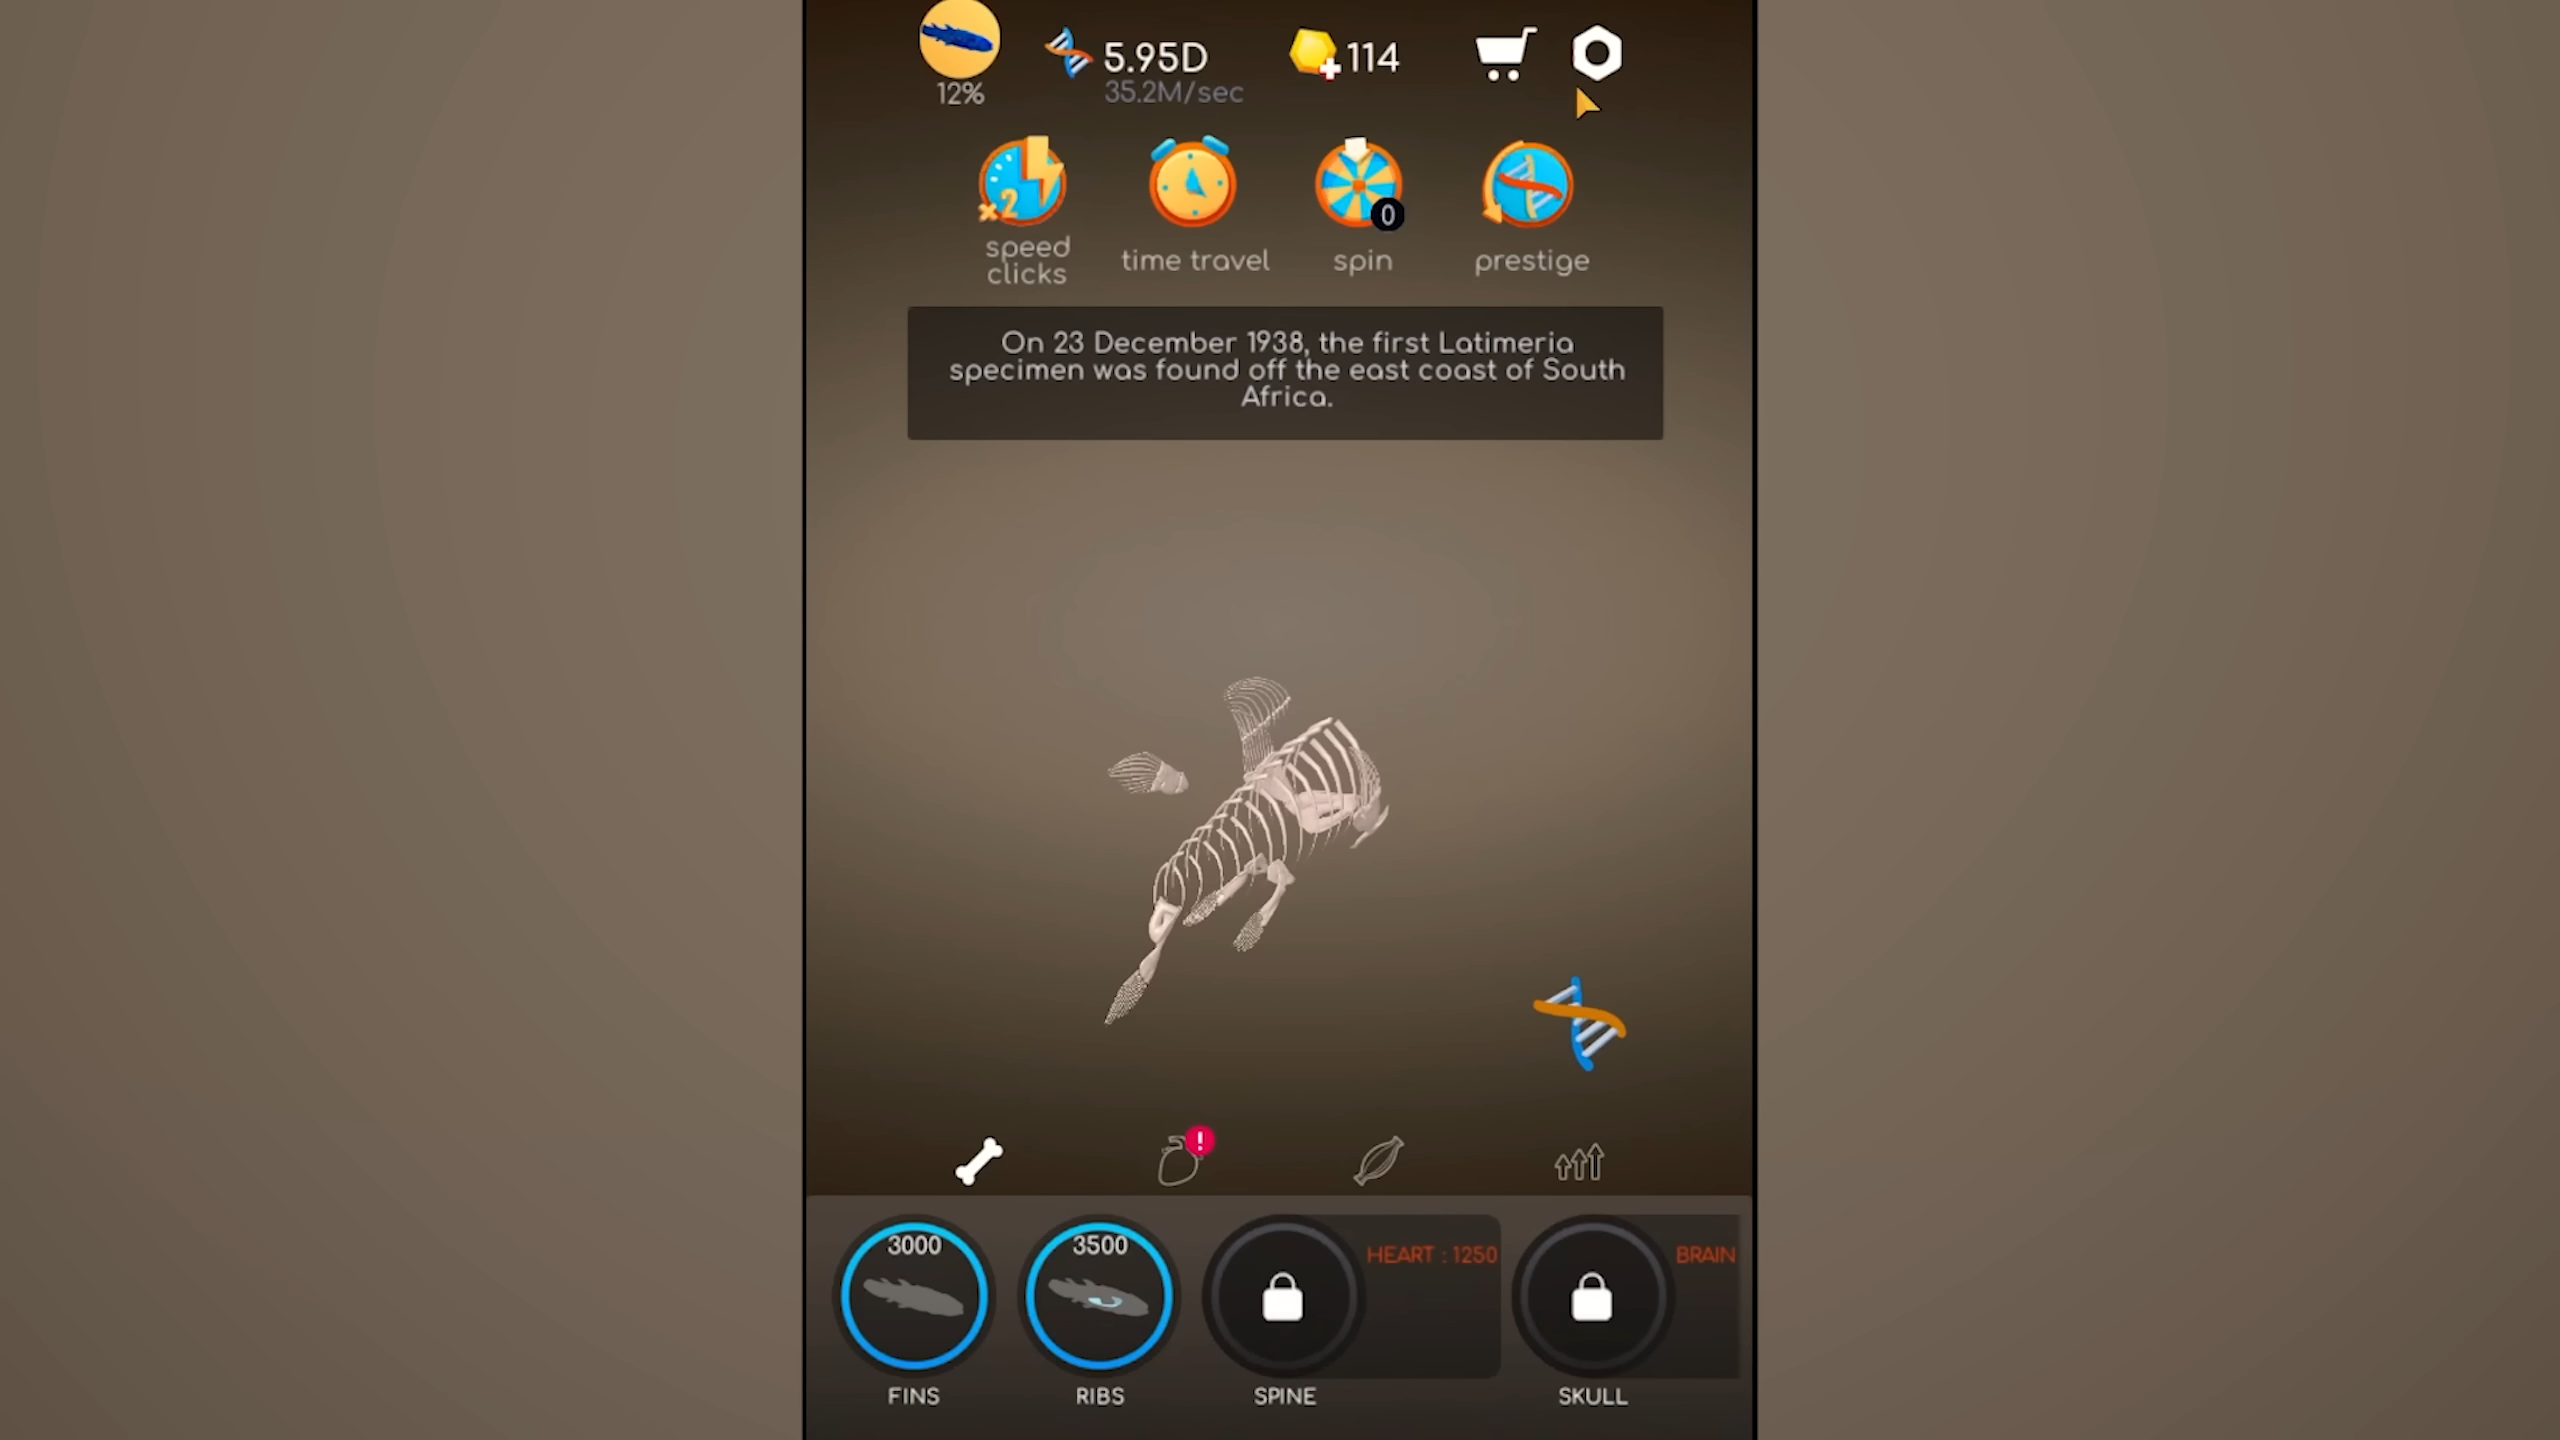 12%
5.95D
35.2M/sec
114
×2
speed
clicks
time travel
0
spin
prestige
On 23 December 1938, the first Latimeria
specimen was found off the east coast of South
Africa.
!
3000
3500
HEART : 1250
BRAIN
FINS
RIBS
SPINE
SKULL